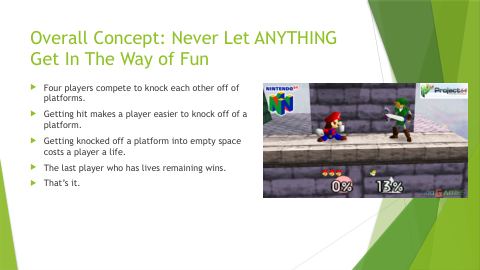 Overall Concept: Never Let ANYTHING
Get In The Way of Fun
Four players compete to knock each other off of
platforms.
Getting hit makes a player easier to knock off of a
platform.
Getting knocked off a platform into empty space
costs a player a life.
The last player who has lives remaining wins.
That's it.
NINTENDO64
Project64
0% 13%